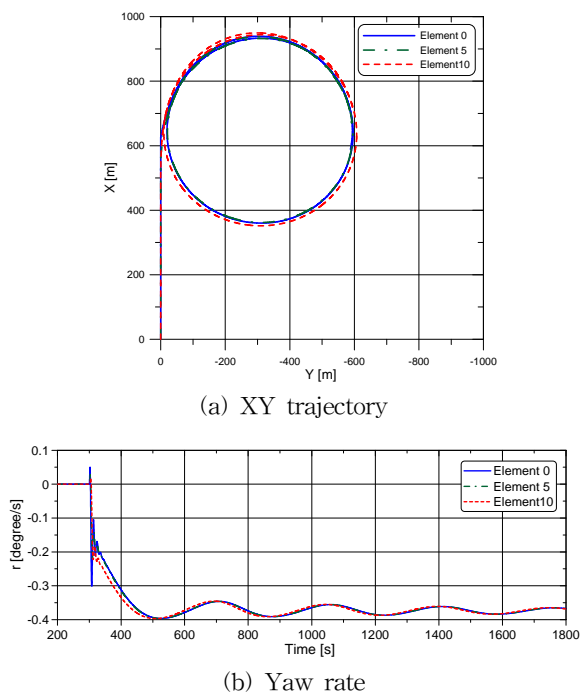 1000
800
600
400
200
0
X [m]
Element 0
Element 5
Element10
0
-200
-400
-600
-800
-1000
Y [m]
(a) XY trajectory
0.1
0
-0.1
-0.2
-0.3
-0.4
r [degree/s]
Element 0
Element 5
Element10
200
400
600
800
1000
1200
1400
1600
1800
Time [s]
(b) Yaw rate